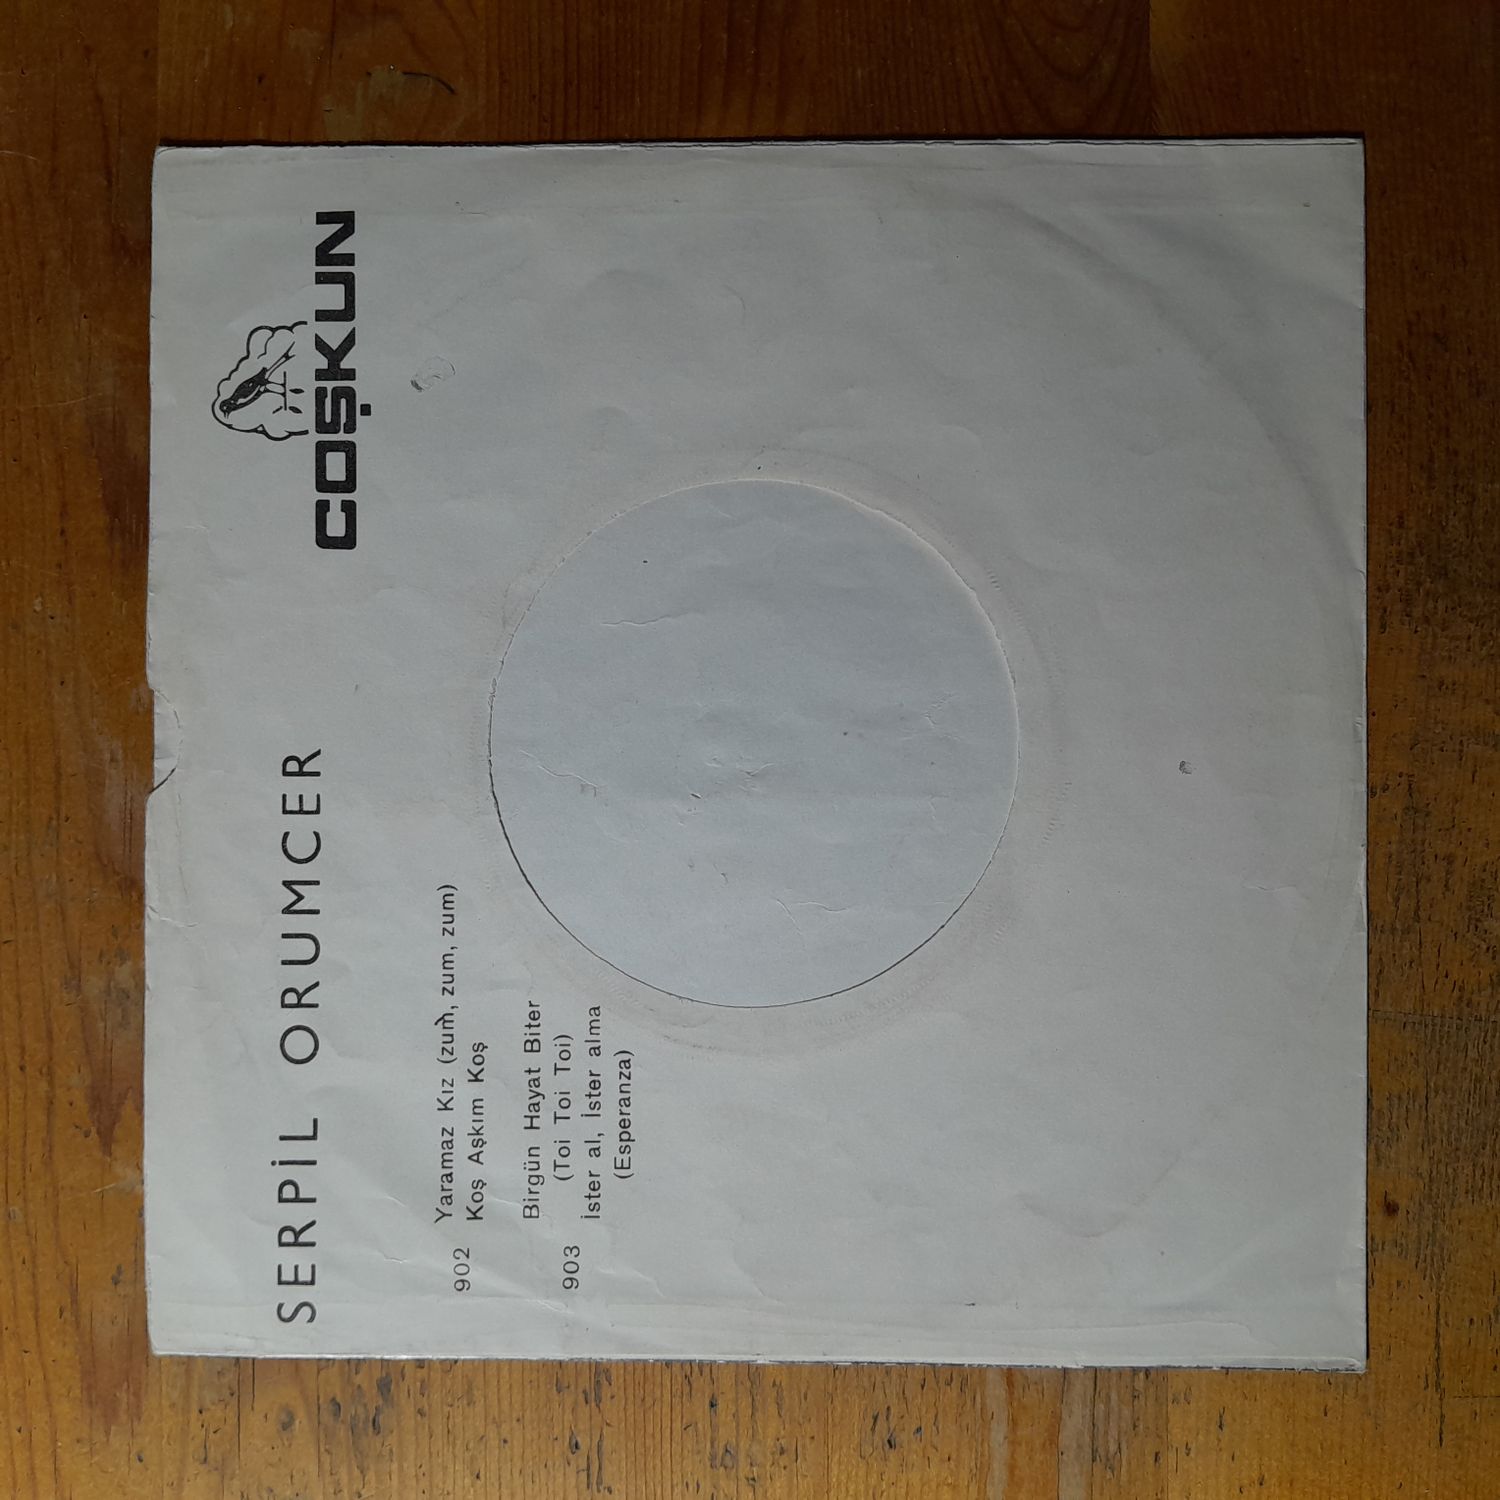 SERPİL ORUMCER
COŞKUN
902
Yaramaz Kız (zum, zum, zum)
Koş Aşkım Koş
903
Birgün Hayat Biter
(Toi Toi Toi)
İster al, İster alma
(Esperanza)